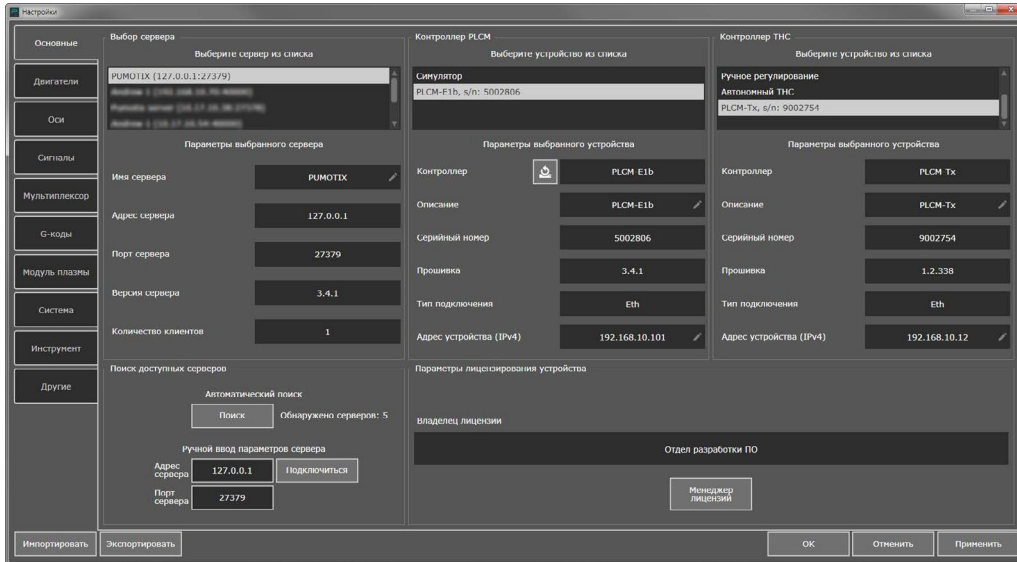 Настройки
Основные
Двигатели
Оси
Сигналы
Мультиплексор
G-коды
Модуль плазмы
Система
Инструмент
Другие
Выбор сервера
Выберите сервер из списка
PUMOTIX (127.0.0.1:27379)
Параметры выбранного сервера
Имя сервера PUMOTIX
Адрес сервера 127.0.0.1
Порт сервера 27379
Версия сервера 3.4.1
Количество клиентов 1
Контроллер PLCM
Выберите устройство из списка
Симулятор
PLCM-E1b, s/n: 5002806
Параметры выбранного устройства
Контроллер PLCM E1b
Описание PLCM-E1b
Серийный номер 5002806
Прошивка 3.4.1
Тип подключения Eth
Адрес устройства (IPv4) 192.168.10.101
Контроллер THC
Выберите устройство из списка
Ручное регулирование
Автономный THC
PLCM-Tx, s/n: 9002754
Параметры выбранного устройства
Контроллер PLCM Tx
Описание PLCM-Tx
Серийный номер 9002754
Прошивка 1.2.338
Тип подключения Eth
Адрес устройства (IPv4) 192.168.10.12
Поиск доступных серверов
Автоматический поиск
Поиск Обнаружено серверов: 5
Ручной ввод параметров сервера
Адрес
сервера 127.0.0.1 Подключиться
Порт
сервера 27379
Параметры лицензирования устройства
Владелец лицензии
Отдел разработки ПО
Менеджер
лицензий
Импортировать Экспортировать OK Отменить Применить